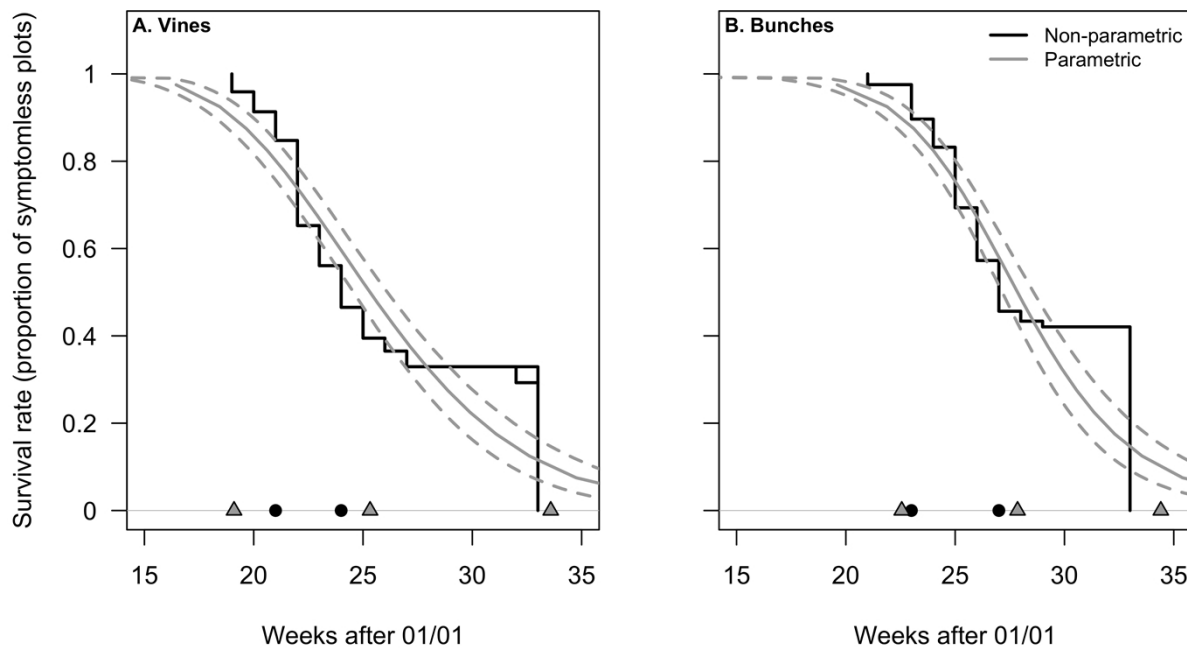 A. Vines
B. Bunches
Non-parametric
Parametric
Survival rate (proportion of symptomless plots)
1
0.8
0.6
0.4
0.2
0
15 20 25 30 35
15 20 25 30 35
Weeks after 01/01
Weeks after 01/01